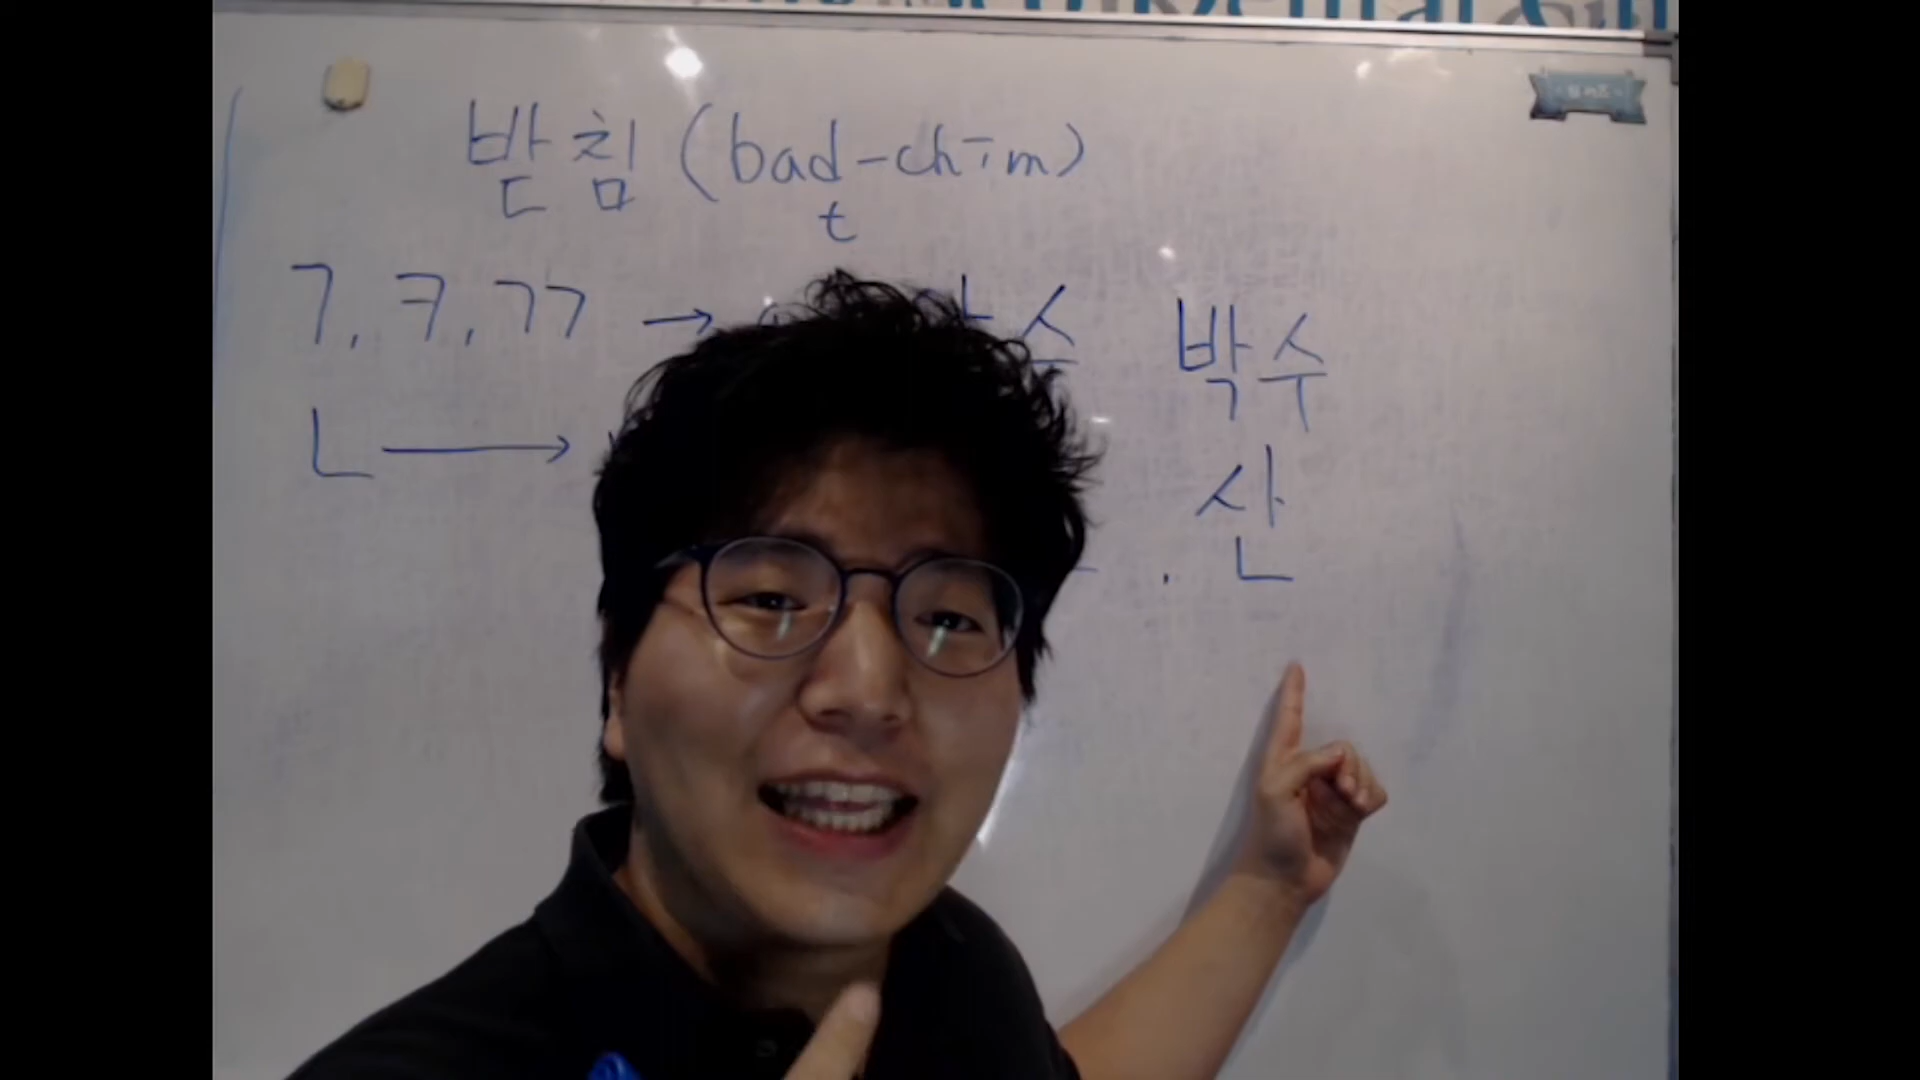 받침 (bad-chim)
t
ㄱ, ㅋ, ㄲ → 박수
ㄴ →
산